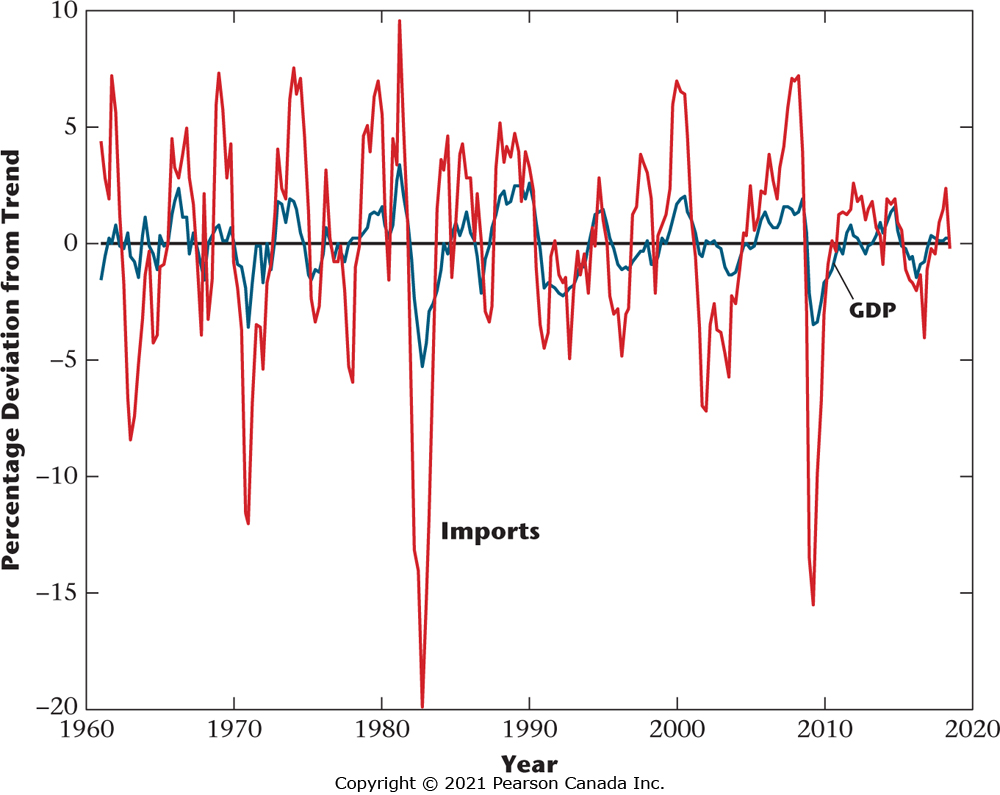 Percentage Deviation from Trend
10
5
0
−5
−10
−15
−20
GDP
Imports
1960 1970 1980 1990 2000 2010 2020
Year
Copyright © 2021 Pearson Canada Inc.